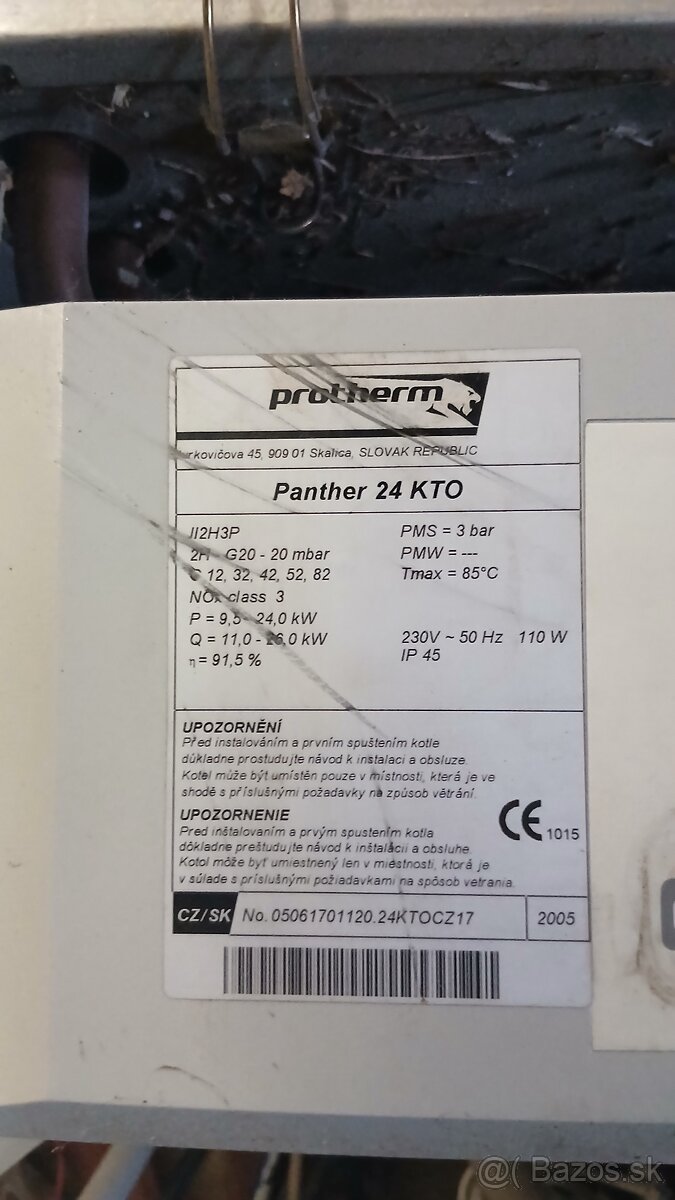 protherm
urkovičova 45, 909 01 Skalica, SLOVAK REPUBLIC
Panther 24 KTO
II2H3P PMS = 3 bar
2H - G20 - 20 mbar PMW = ---
C 12, 32, 42, 52, 82 Tmax = 85°C
NOx class 3
P = 9,5- 24,0 kW
Q = 11,0 - 26,0 kW 230V ~ 50 Hz 110 W
η = 91,5 % IP 45
UPOZORNĚNÍ
Před instalováním a prvním spuštením kotle
důkladne prostudujte návod k instalaci a obsluze.
Kotel může být umístěn pouze v místnosti, která je ve
shodě s příslušnými požadavky na způsob větrání.
UPOZORNENIE
Pred inštalovaním a prvým spustením kotla
dôkladne preštudujte návod k inštalácii a obsluhe.
Kotol môže byť umiestnený len v miestnosti, ktorá je
v súlade s príslušnými požiadavkami na spôsob vetrania.
CE 1015
CZ/SK No. 05061701120.24KTOCZ17 2005
@( Bazos.sk